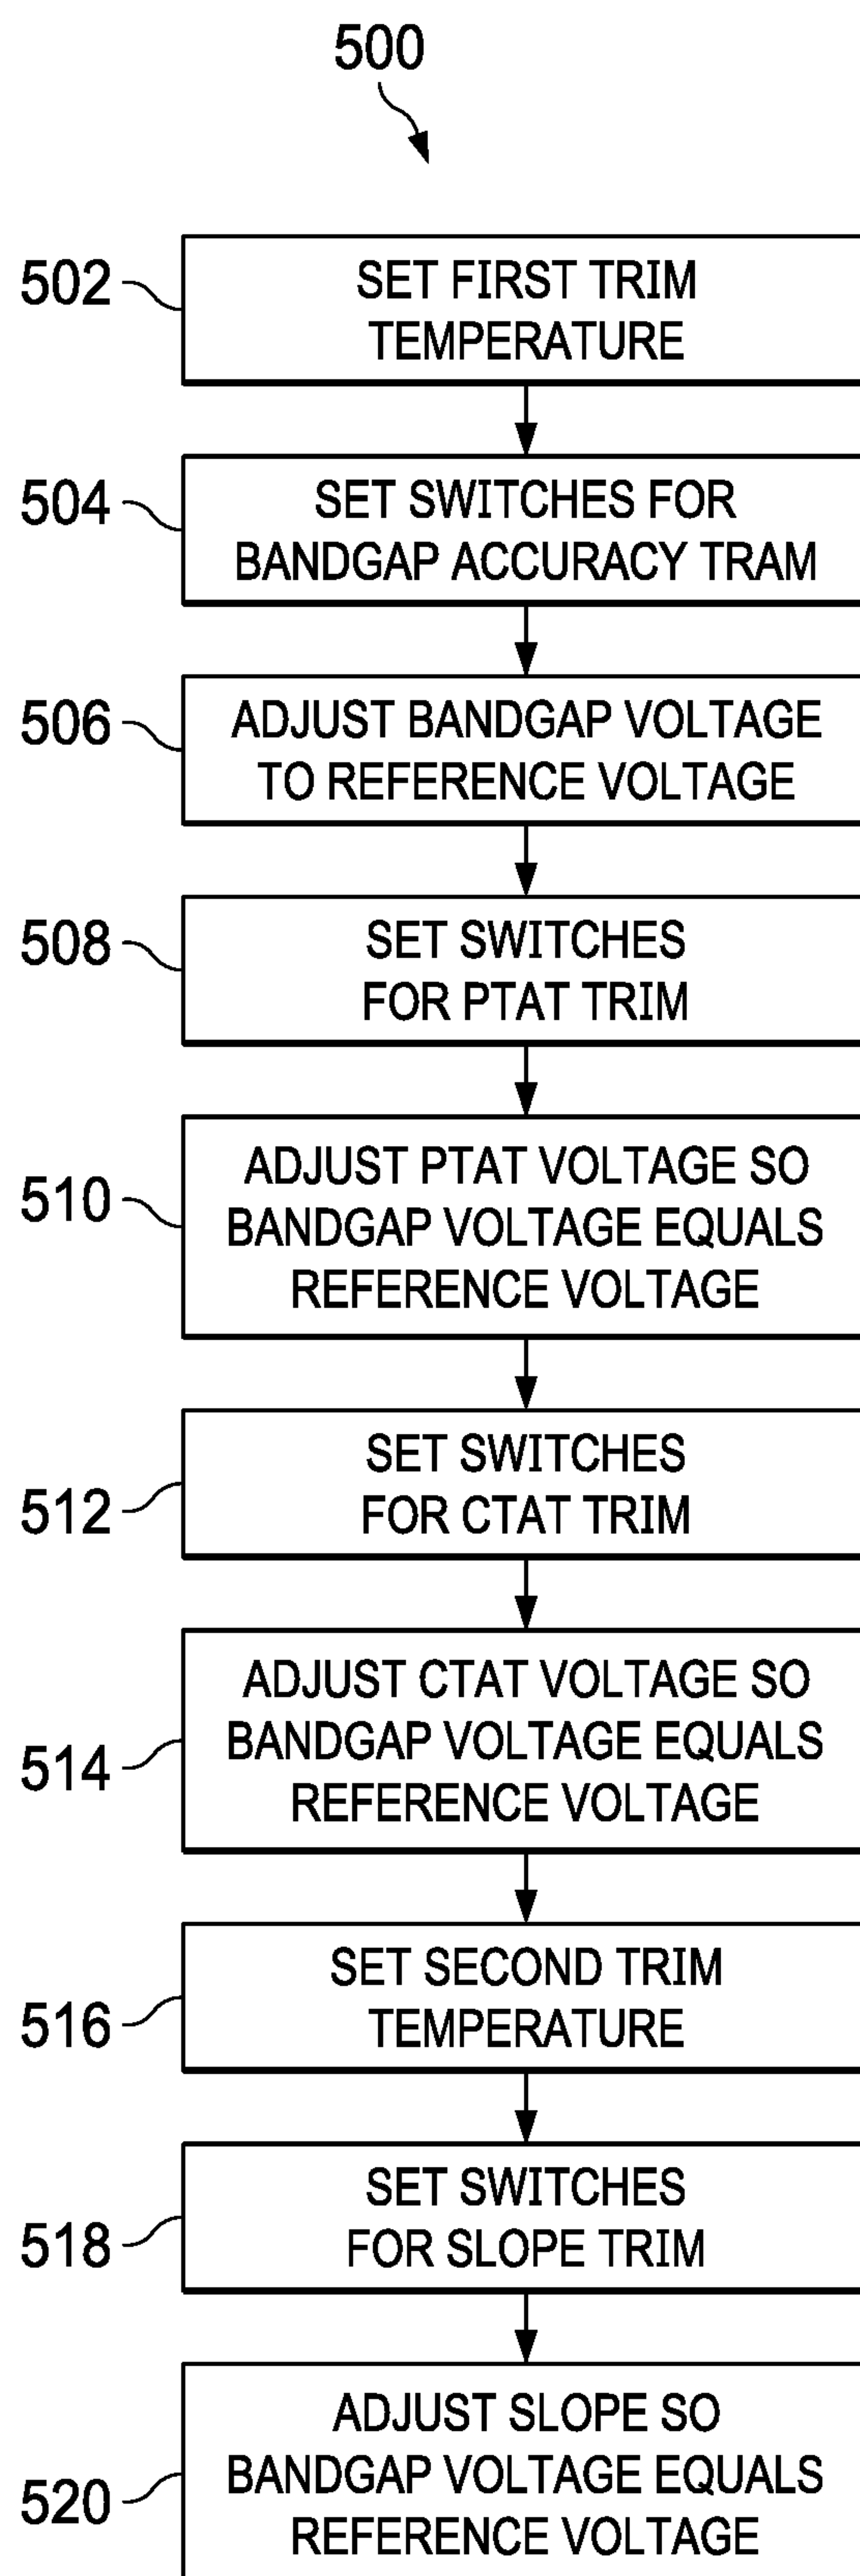 500
502
SET FIRST TRIM
TEMPERATURE
504
SET SWITCHES FOR
BANDGAP ACCURACY TRAM
506
ADJUST BANDGAP VOLTAGE
TO REFERENCE VOLTAGE
508
SET SWITCHES
FOR PTAT TRIM
510
ADJUST PTAT VOLTAGE SO
BANDGAP VOLTAGE EQUALS
REFERENCE VOLTAGE
512
SET SWITCHES
FOR CTAT TRIM
514
ADJUST CTAT VOLTAGE SO
BANDGAP VOLTAGE EQUALS
REFERENCE VOLTAGE
516
SET SECOND TRIM
TEMPERATURE
518
SET SWITCHES
FOR SLOPE TRIM
520
ADJUST SLOPE SO
BANDGAP VOLTAGE EQUALS
REFERENCE VOLTAGE